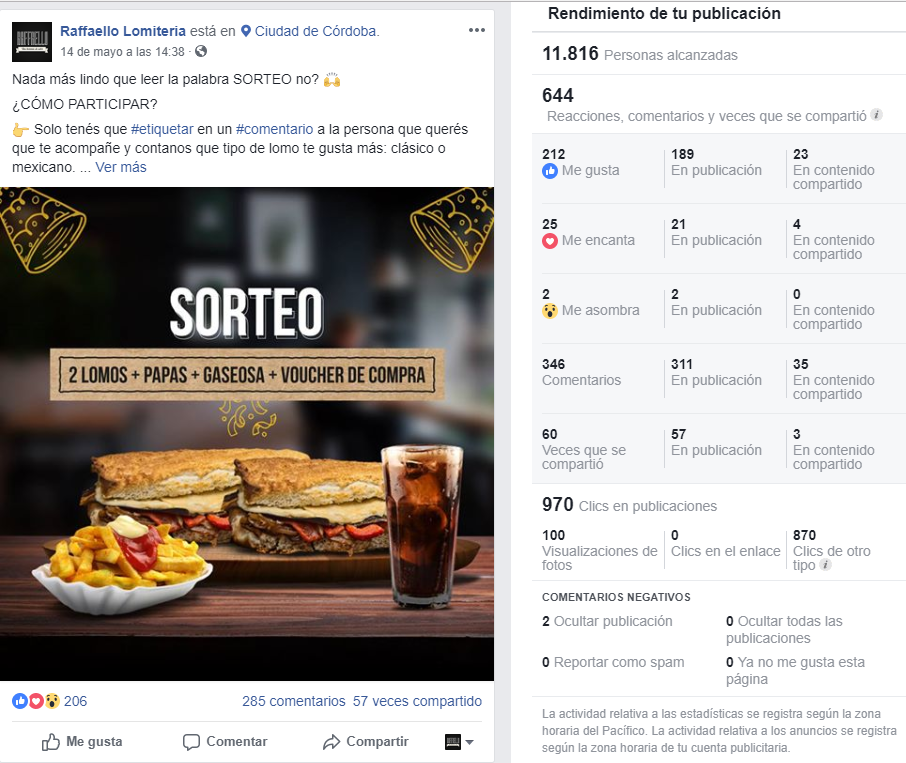 Raffaello Lomiteria está en Ciudad de Córdoba.
14 de mayo a las 14:38 ·
Nada más lindo que leer la palabra SORTEO no?
¿CÓMO PARTICIPAR?
Solo tenés que #etiquetar en un #comentario a la persona que querés
que te acompañe y contanos que tipo de lomo te gusta más: clásico o
mexicano. ... Ver más
RAFFAELLO
SORTEO
2 LOMOS + PAPAS + GASEOSA + VOUCHER DE COMPRA
206
285 comentarios 57 veces compartido
Me gusta
Comentar
Compartir
Rendimiento de tu publicación
11.816 Personas alcanzadas
644
Reacciones, comentarios y veces que se compartió
212
Me gusta
189
En publicación
23
En contenido
compartido
25
Me encanta
21
En publicación
4
En contenido
compartido
2
Me asombra
2
En publicación
0
En contenido
compartido
346
Comentarios
311
En publicación
35
En contenido
compartido
60
Veces que se
compartió
57
En publicación
3
En contenido
compartido
970 Clics en publicaciones
100
Visualizaciones de
fotos
0
Clics en el enlace
870
Clics de otro
tipo
COMENTARIOS NEGATIVOS
2 Ocultar publicación
0 Ocultar todas las
publicaciones
0 Reportar como spam
0 Ya no me gusta esta
página
La actividad relativa a las estadísticas se registra según la zona
horaria del Pacífico. La actividad relativa a los anuncios se registra
según la zona horaria de tu cuenta publicitaria.